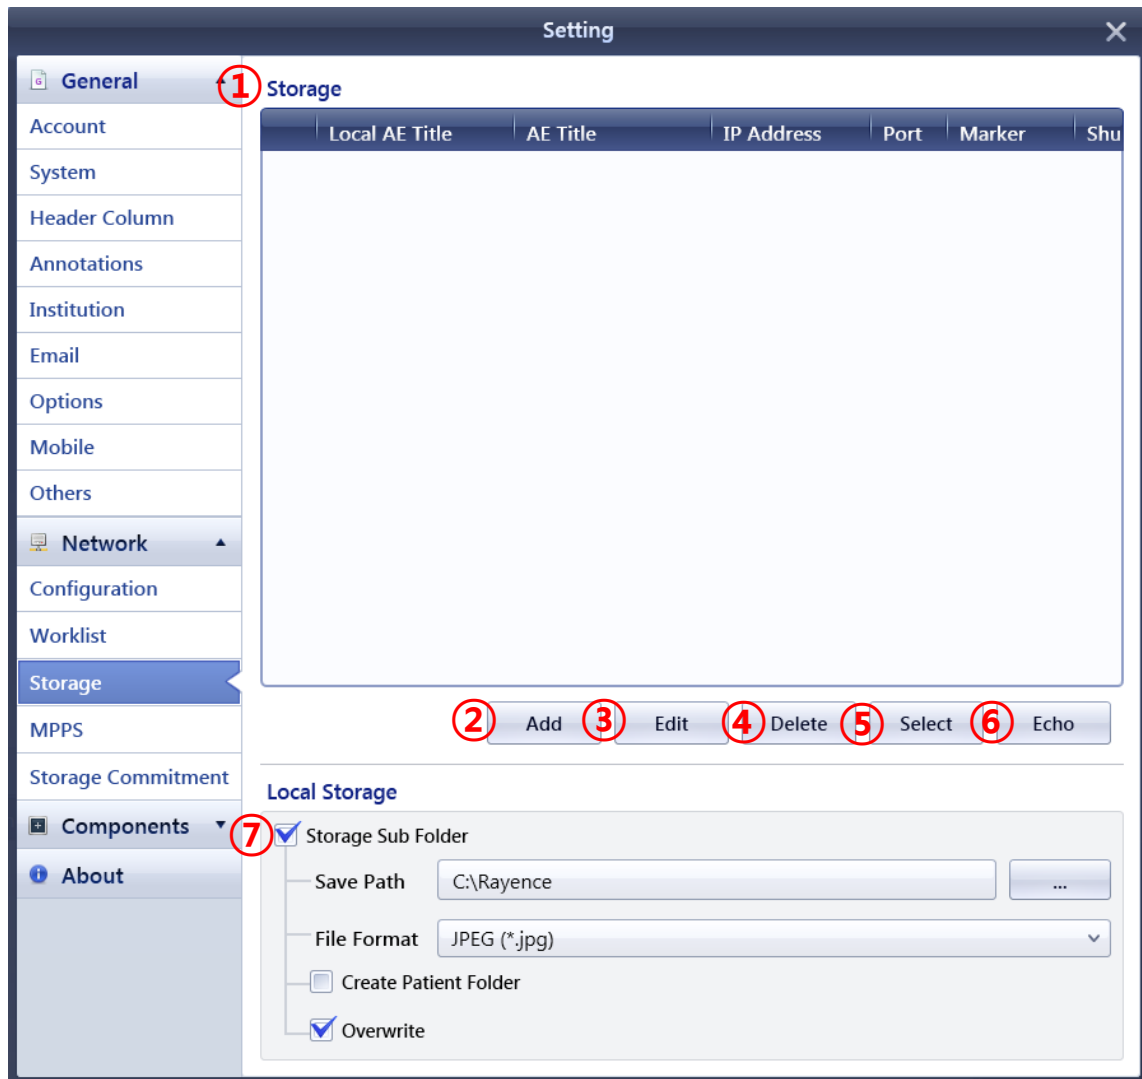 Setting
General
Account
System
Header Column
Annotations
Institution
Email
Options
Mobile
Others
Network
Configuration
Worklist
Storage
MPPS
Storage Commitment
Components
About
① Storage
Local AE Title AE Title IP Address Port Marker Shu
② Add ③ Edit ④ Delete ⑤ Select ⑥ Echo
Local Storage
⑦ Storage Sub Folder
Save Path C:\Rayence ...
File Format JPEG (*.jpg)
Create Patient Folder
Overwrite